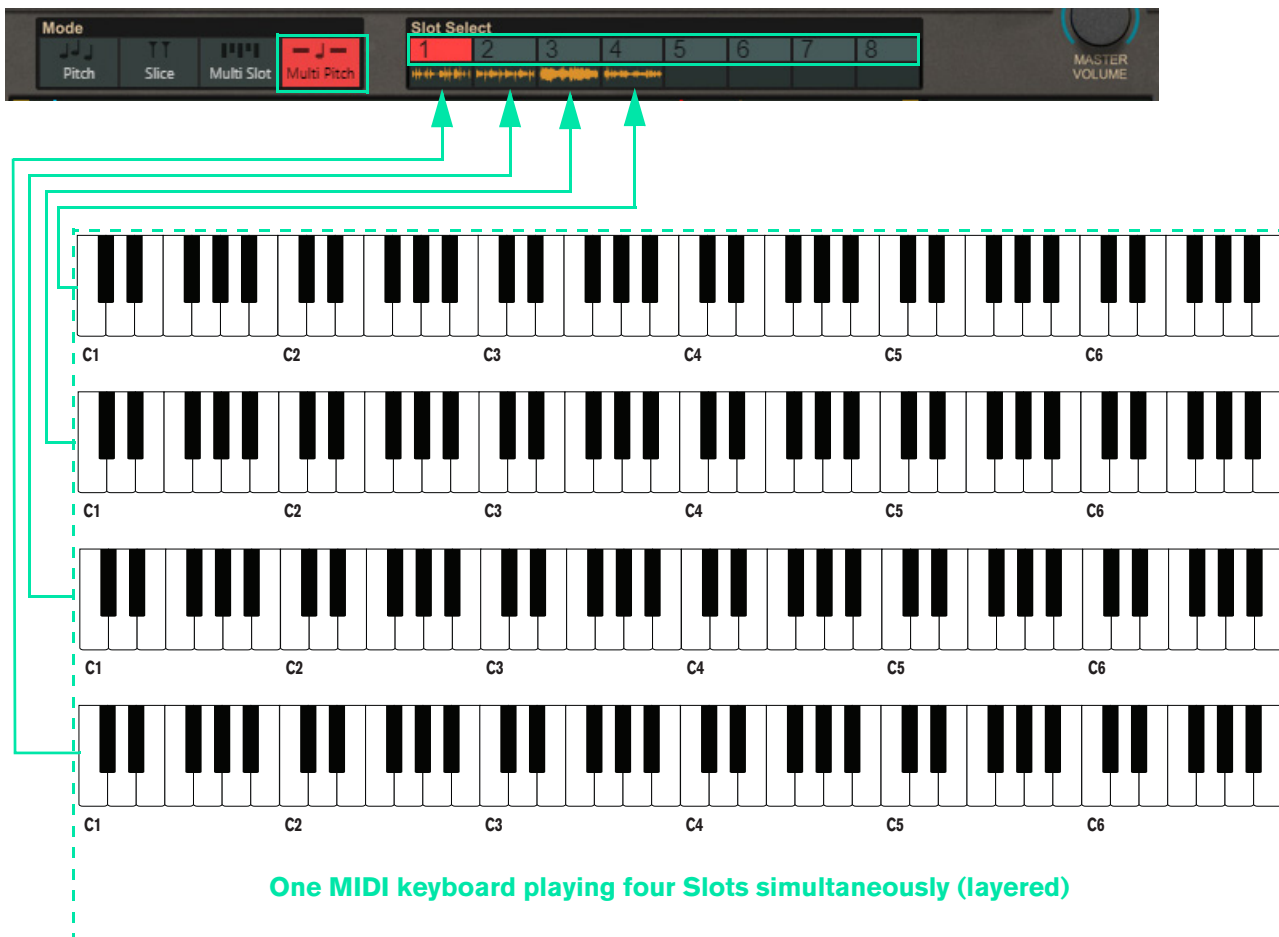 Mode
Slot Select
1 2 3 4 5 6 7 8
Pitch Slice Multi Slot Multi Pitch
MASTER
VOLUME
C1 C2 C3 C4 C5 C6
C1 C2 C3 C4 C5 C6
C1 C2 C3 C4 C5 C6
C1 C2 C3 C4 C5 C6
One MIDI keyboard playing four Slots simultaneously (layered)